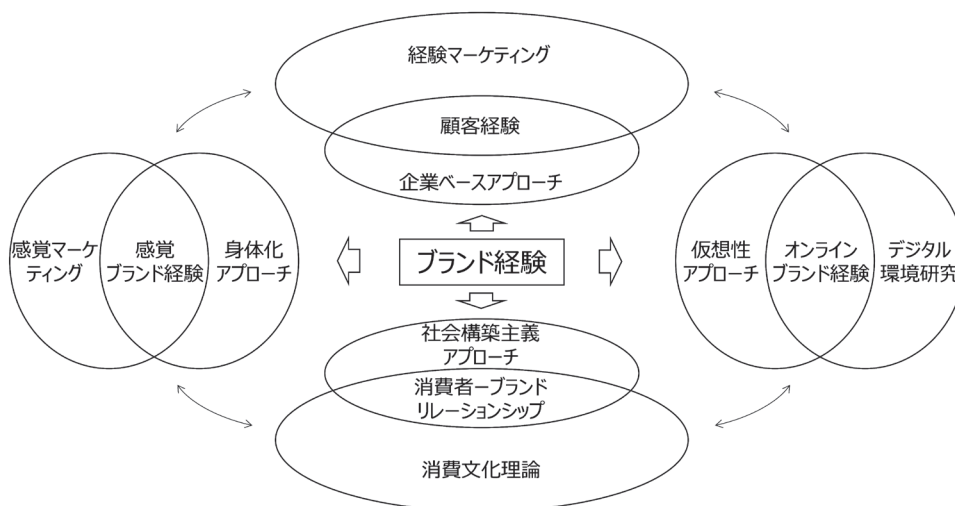 経験マーケティング
顧客経験
企業ベースアプローチ
感覚マーケ
ティング
感覚
ブランド経験
身体化
アプローチ
ブランド経験
仮想性
アプローチ
オンライン
ブランド経験
デジタル
環境研究
社会構築主義
アプローチ
消費者ーブランド
リレーションシップ
消費文化理論